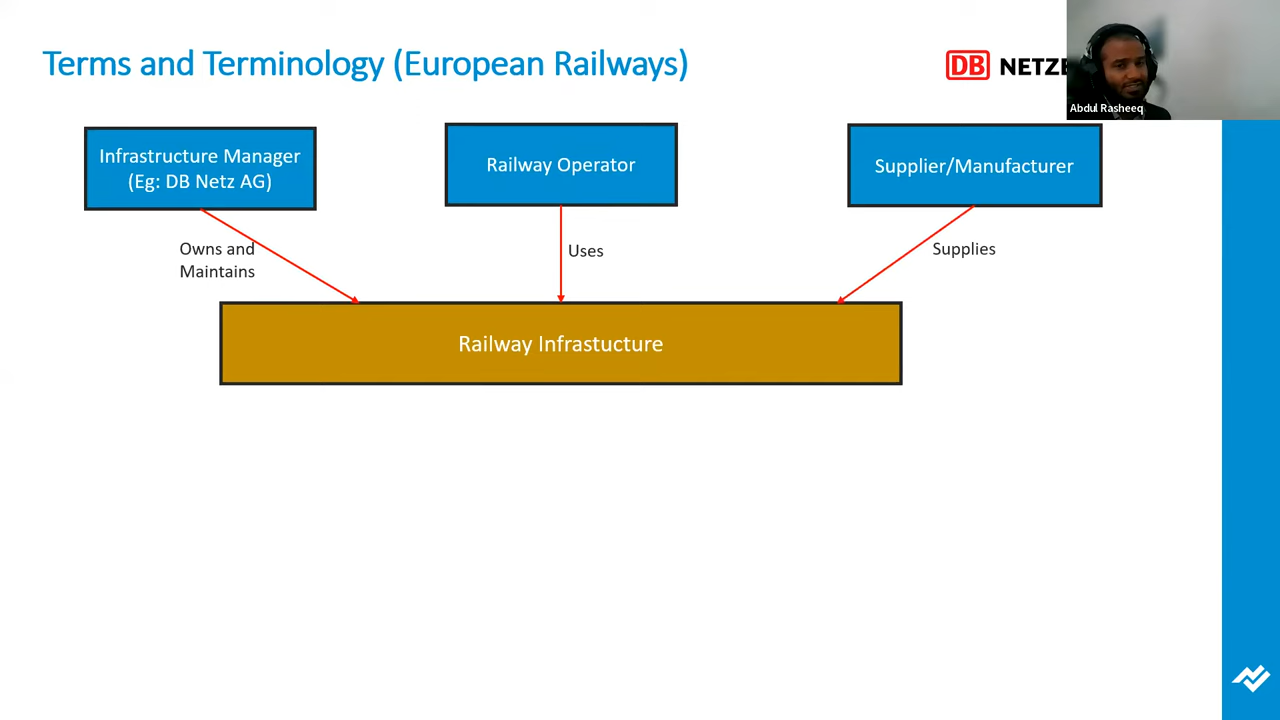 Terms and Terminology (European Railways)
DB NETZE
Abdul Rasheeq
Infrastructure Manager
(Eg: DB Netz AG)
Railway Operator
Supplier/Manufacturer
Owns and
Maintains
Uses
Supplies
Railway Infrastucture